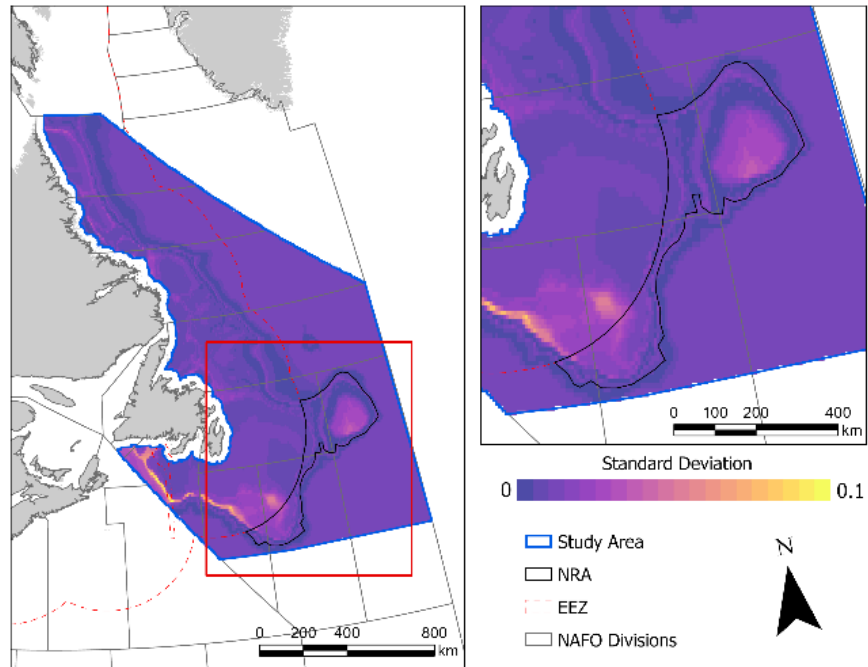 0 200 400 800
km
0 100 200 400
km
Standard Deviation
0 0.1
Study Area
NRA
EEZ
NAFO Divisions
N